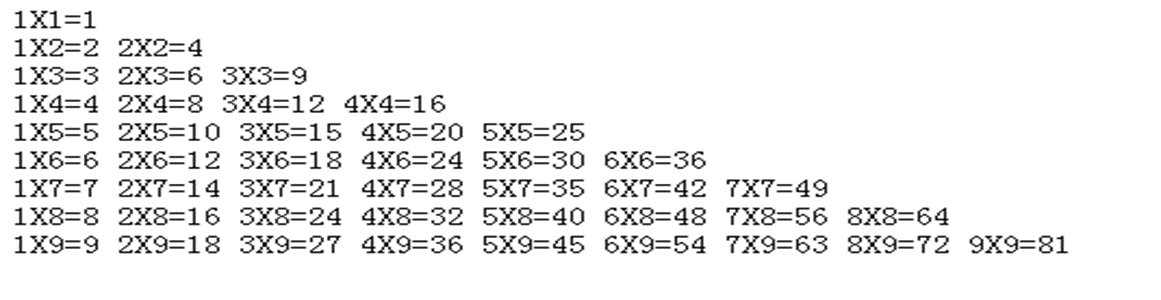 1X1=1
1X2=2 2X2=4
1X3=3 2X3=6 3X3=9
1X4=4 2X4=8 3X4=12 4X4=16
1X5=5 2X5=10 3X5=15 4X5=20 5X5=25
1X6=6 2X6=12 3X6=18 4X6=24 5X6=30 6X6=36
1X7=7 2X7=14 3X7=21 4X7=28 5X7=35 6X7=42 7X7=49
1X8=8 2X8=16 3X8=24 4X8=32 5X8=40 6X8=48 7X8=56 8X8=64
1X9=9 2X9=18 3X9=27 4X9=36 5X9=45 6X9=54 7X9=63 8X9=72 9X9=81